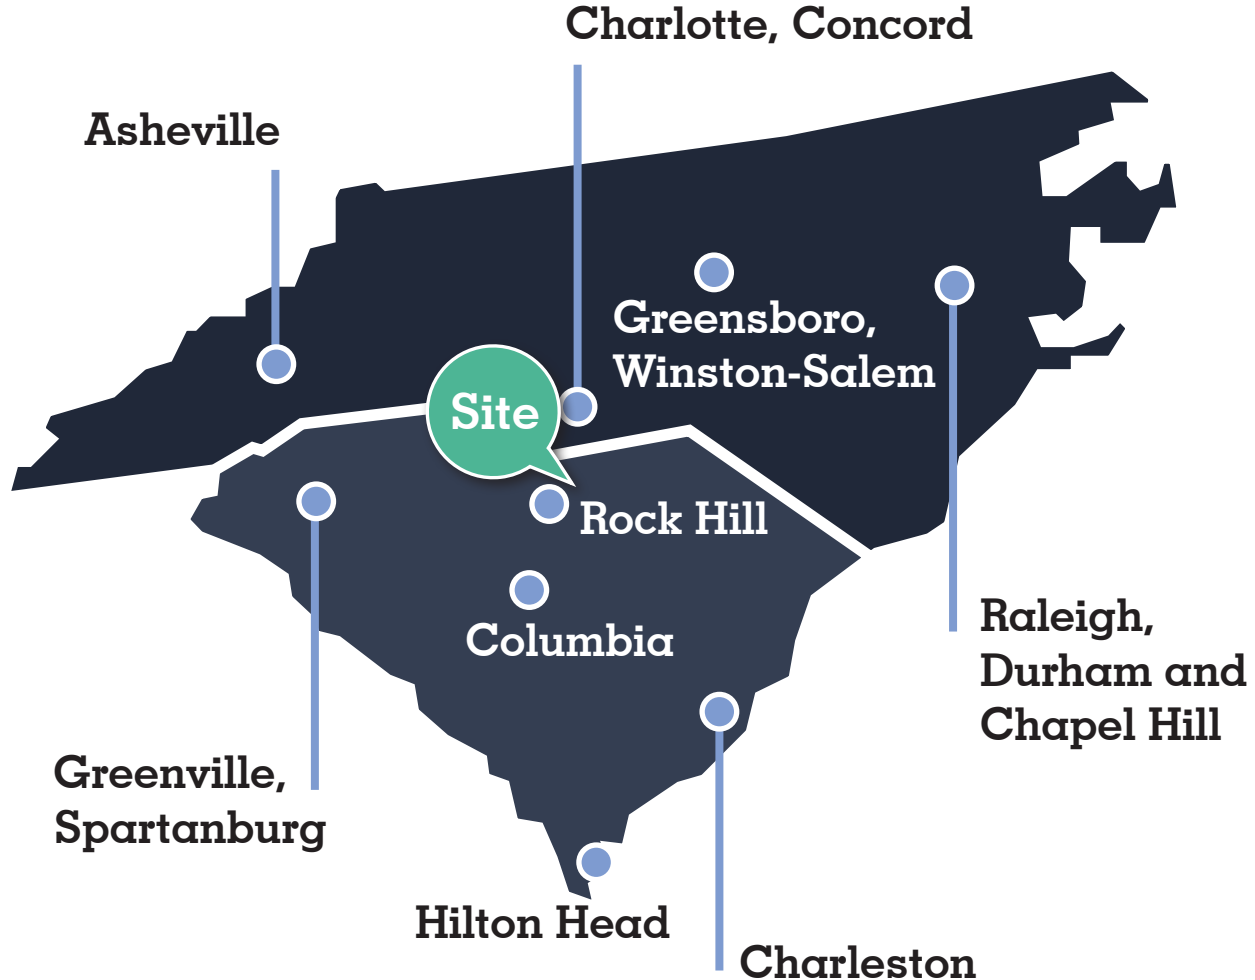 Charlotte, Concord
Asheville
Greensboro,
Winston-Salem
Site
Rock Hill
Columbia
Raleigh,
Durham and
Chapel Hill
Greenville,
Spartanburg
Hilton Head
Charleston